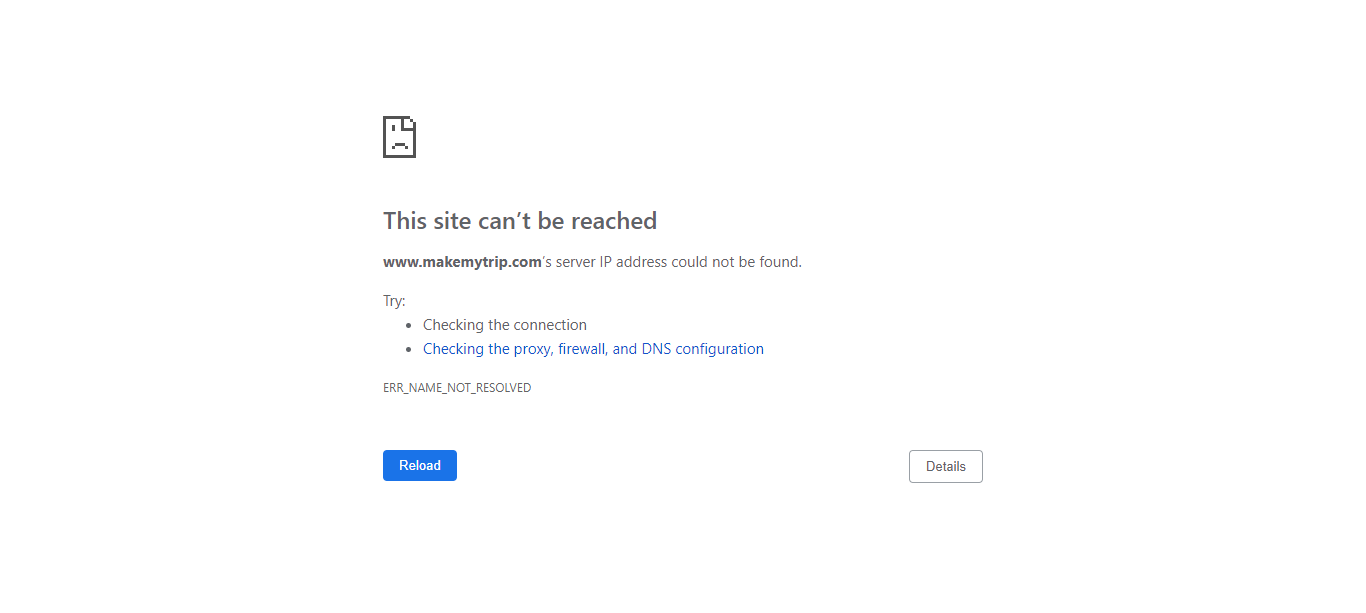 This site can’t be reached
www.makemytrip.com's server IP address could not be found.
Try:
• Checking the connection
• Checking the proxy, firewall, and DNS configuration
ERR_NAME_NOT_RESOLVED
Reload
Details